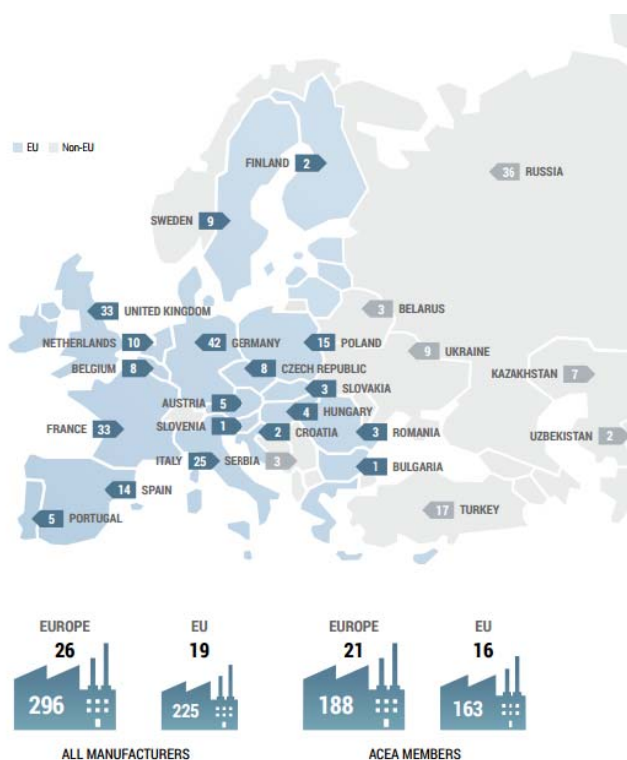 EU Non-EU
FINLAND 2
36 RUSSIA
SWEDEN 9
33 UNITED KINGDOM
3 BELARUS
NETHERLANDS 10
42 GERMANY
15 POLAND
9 UKRAINE
BELGIUM 8
8 CZECH REPUBLIC
KAZAKHSTAN 7
3 SLOVAKIA
AUSTRIA 5
4 HUNGARY
FRANCE 33
SLOVENIA 1
2 CROATIA
3 ROMANIA
UZBEKISTAN 2
ITALY 25
SERBIA 3
1 BULGARIA
14 SPAIN
5 PORTUGAL
17 TURKEY
EUROPE EU EUROPE EU
26 19 21 16
296 225 188 163
ALL MANUFACTURERS ACEA MEMBERS